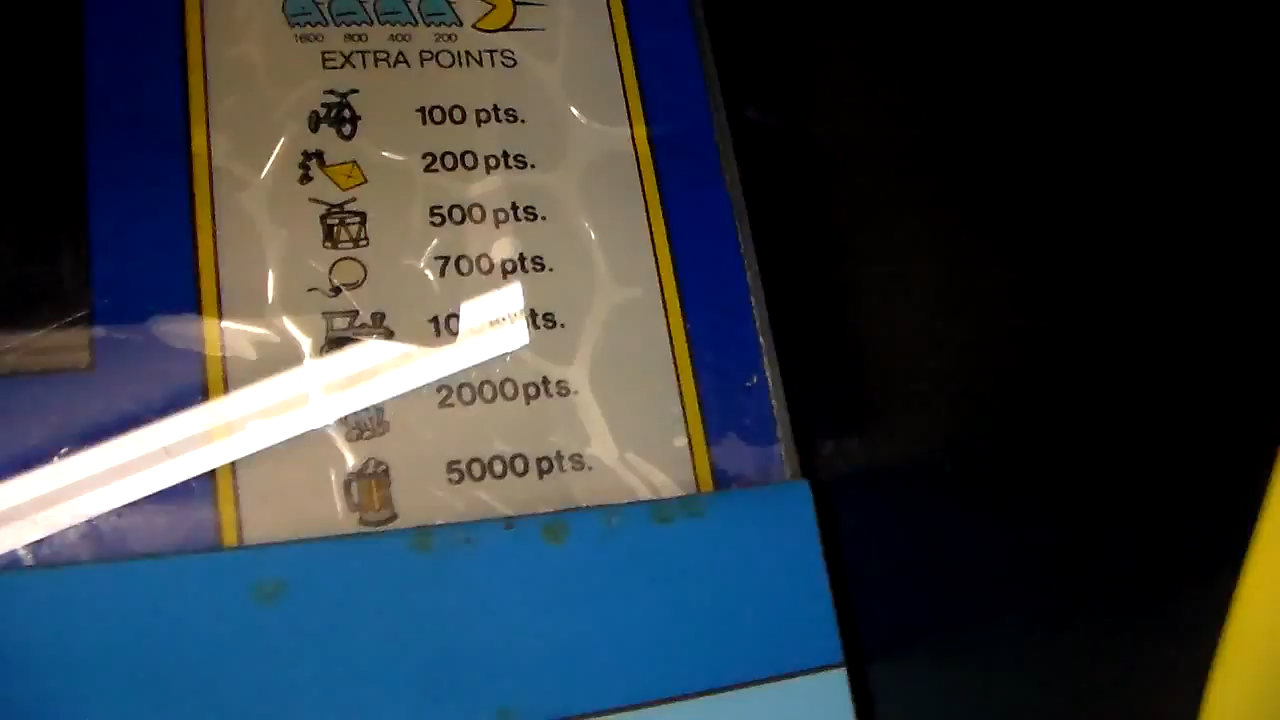 1600 800 400 200
EXTRA POINTS
100 pts.
200 pts.
500 pts.
700 pts.
2000 pts.
5000 pts.